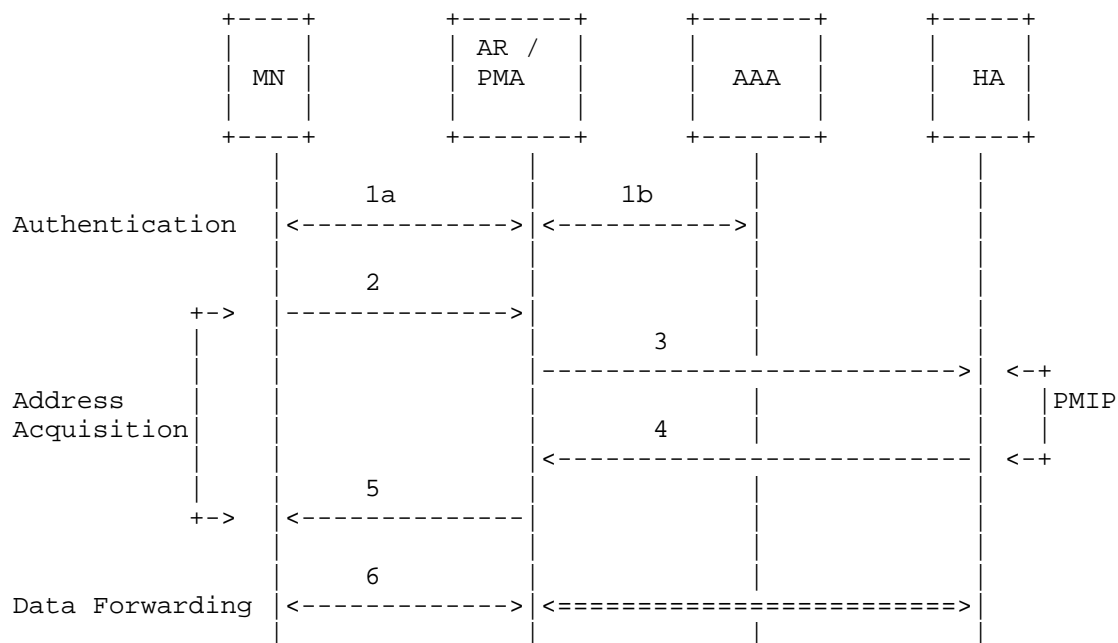 AR /
MN PMA AAA HA
1a 1b
Authentication
2
3
Address PMIP
Acquisition 4
5
6
Data Forwarding